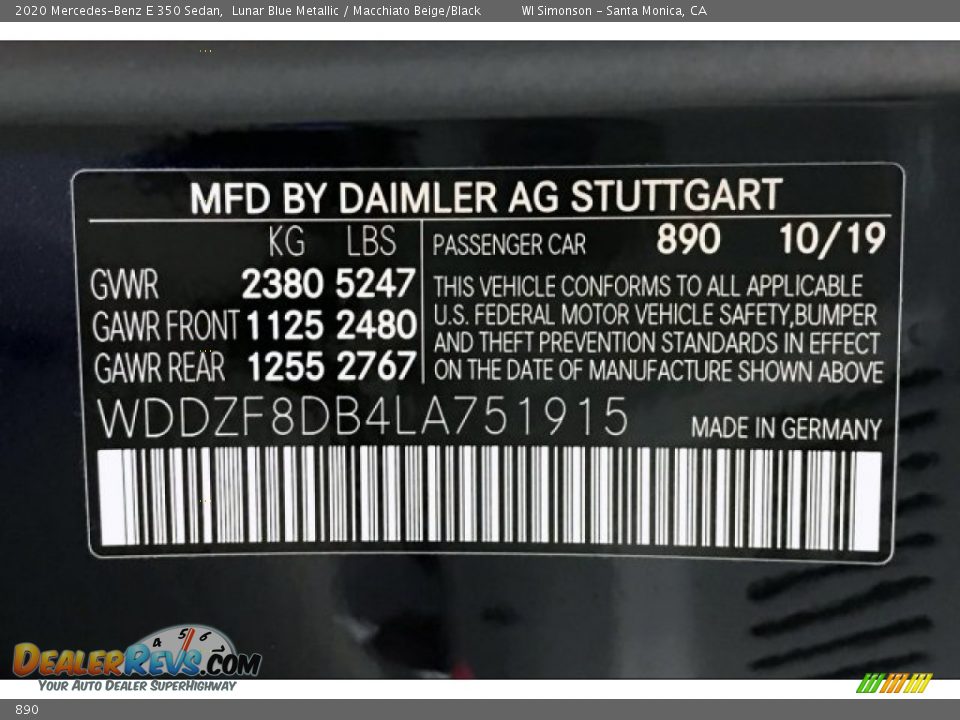 2020 Mercedes-Benz E 350 Sedan, Lunar Blue Metallic / Macchiato Beige/Black WI Simonson - Santa Monica, CA
MFD BY DAIMLER AG STUTTGART
KG LBS PASSENGER CAR 890 10/19
GVWR 2380 5247
GAWR FRONT 1125 2480
GAWR REAR 1255 2767
THIS VEHICLE CONFORMS TO ALL APPLICABLE
U.S. FEDERAL MOTOR VEHICLE SAFETY,BUMPER
AND THEFT PREVENTION STANDARDS IN EFFECT
ON THE DATE OF MANUFACTURE SHOWN ABOVE
WDDZF8DB4LA751915 MADE IN GERMANY
4 5 6
DEALERREVS.COM
YOUR AUTO DEALER SUPERHIGHWAY
890